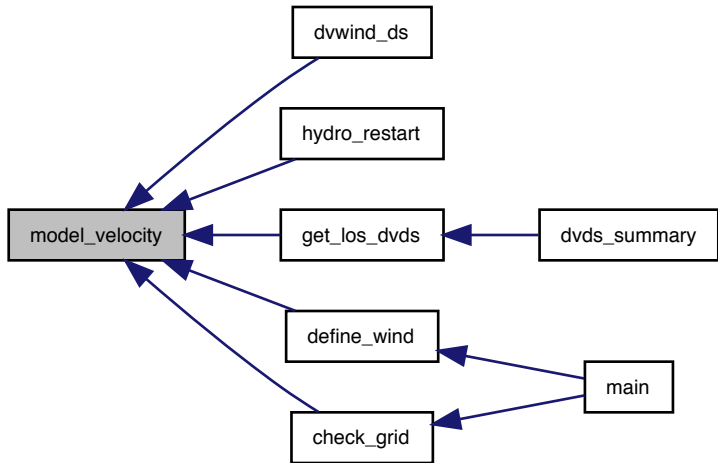 dvwind_ds
hydro_restart
model_velocity
get_los_dvds
dvds_summary
define_wind
main
check_grid